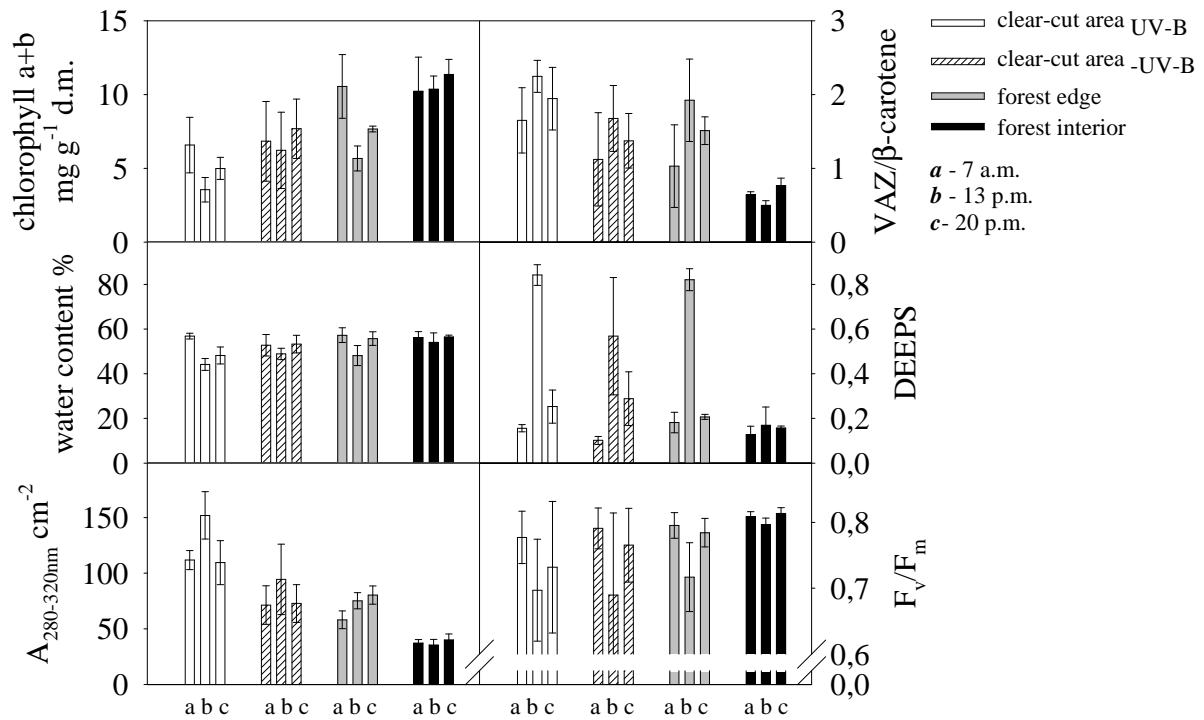 chlorophyll a+b
mg g-1 d.m.
15
10
5
0
3
2
1
0
VAZ/β-carotene
clear-cut area UV-B
clear-cut area -UV-B
forest edge
forest interior
a - 7 a.m.
b - 13 p.m.
c- 20 p.m.
water content %
80
60
40
20
0
0,8
0,6
0,4
0,2
0,0
DEEPS
A280-320nm cm-2
150
100
50
0
0,8
0,7
0,6
0,0
Fv/Fm
a b c a b c a b c a b c a b c a b c a b c a b c